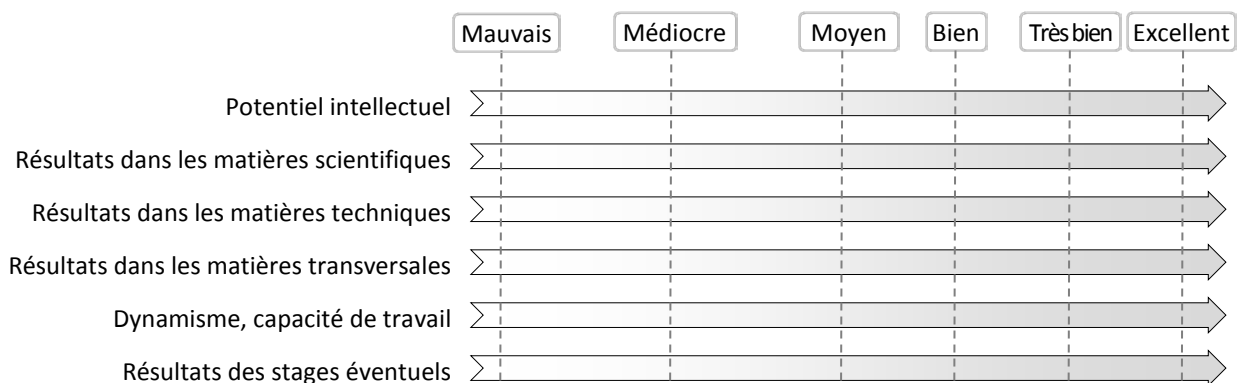 Mauvais Médiocre Moyen Bien Très bien Excellent
Potentiel intellectuel
Résultats dans les matières scientifiques
Résultats dans les matières techniques
Résultats dans les matières transversales
Dynamisme, capacité de travail
Résultats des stages éventuels